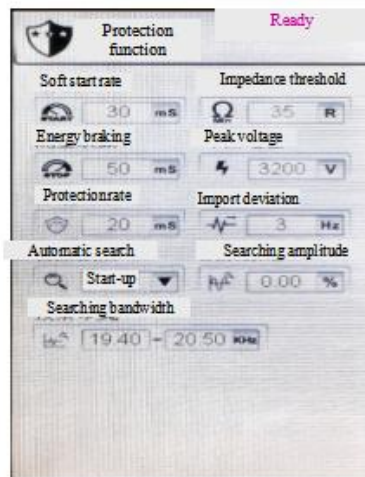 Protection function
Ready
Soft start rate
Impedance threshold
30 mS
35 R
Energy braking
Peak voltage
50 mS
3200 V
Protectionrate
Import deviation
20 mS
3 Hz
Automatic search
Searching amplitude
Start-up
0.00 %
Searching bandwidth
19.40 - 20.50 KHz